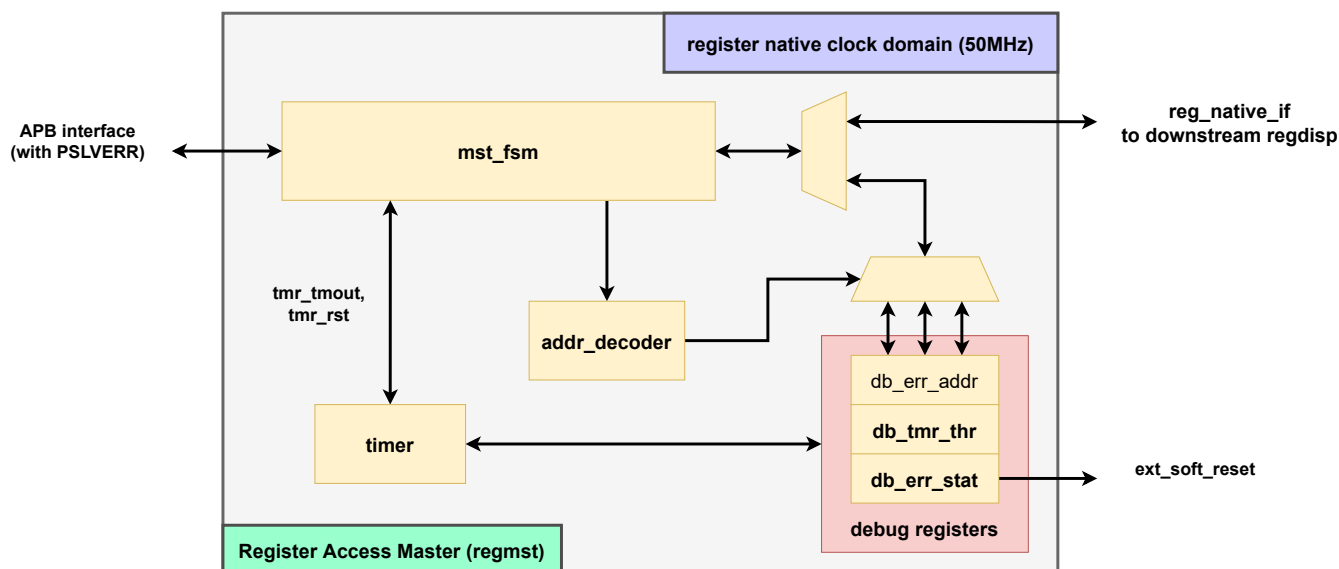 register native clock domain (50MHz)
APB interface
(with PSLVERR)
mst_fsm
reg_native_if
to downstream regdisp
tmr_tmout,
tmr_rst
addr_decoder
db_err_addr
timer
db_tmr_thr
db_err_stat
ext_soft_reset
debug registers
Register Access Master (regmst)